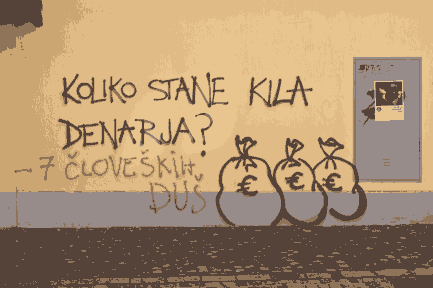 KOLIKO STANE KILA
DENARJA?
– 7 ČLOVEŠKIH
DUŠ
€ € €